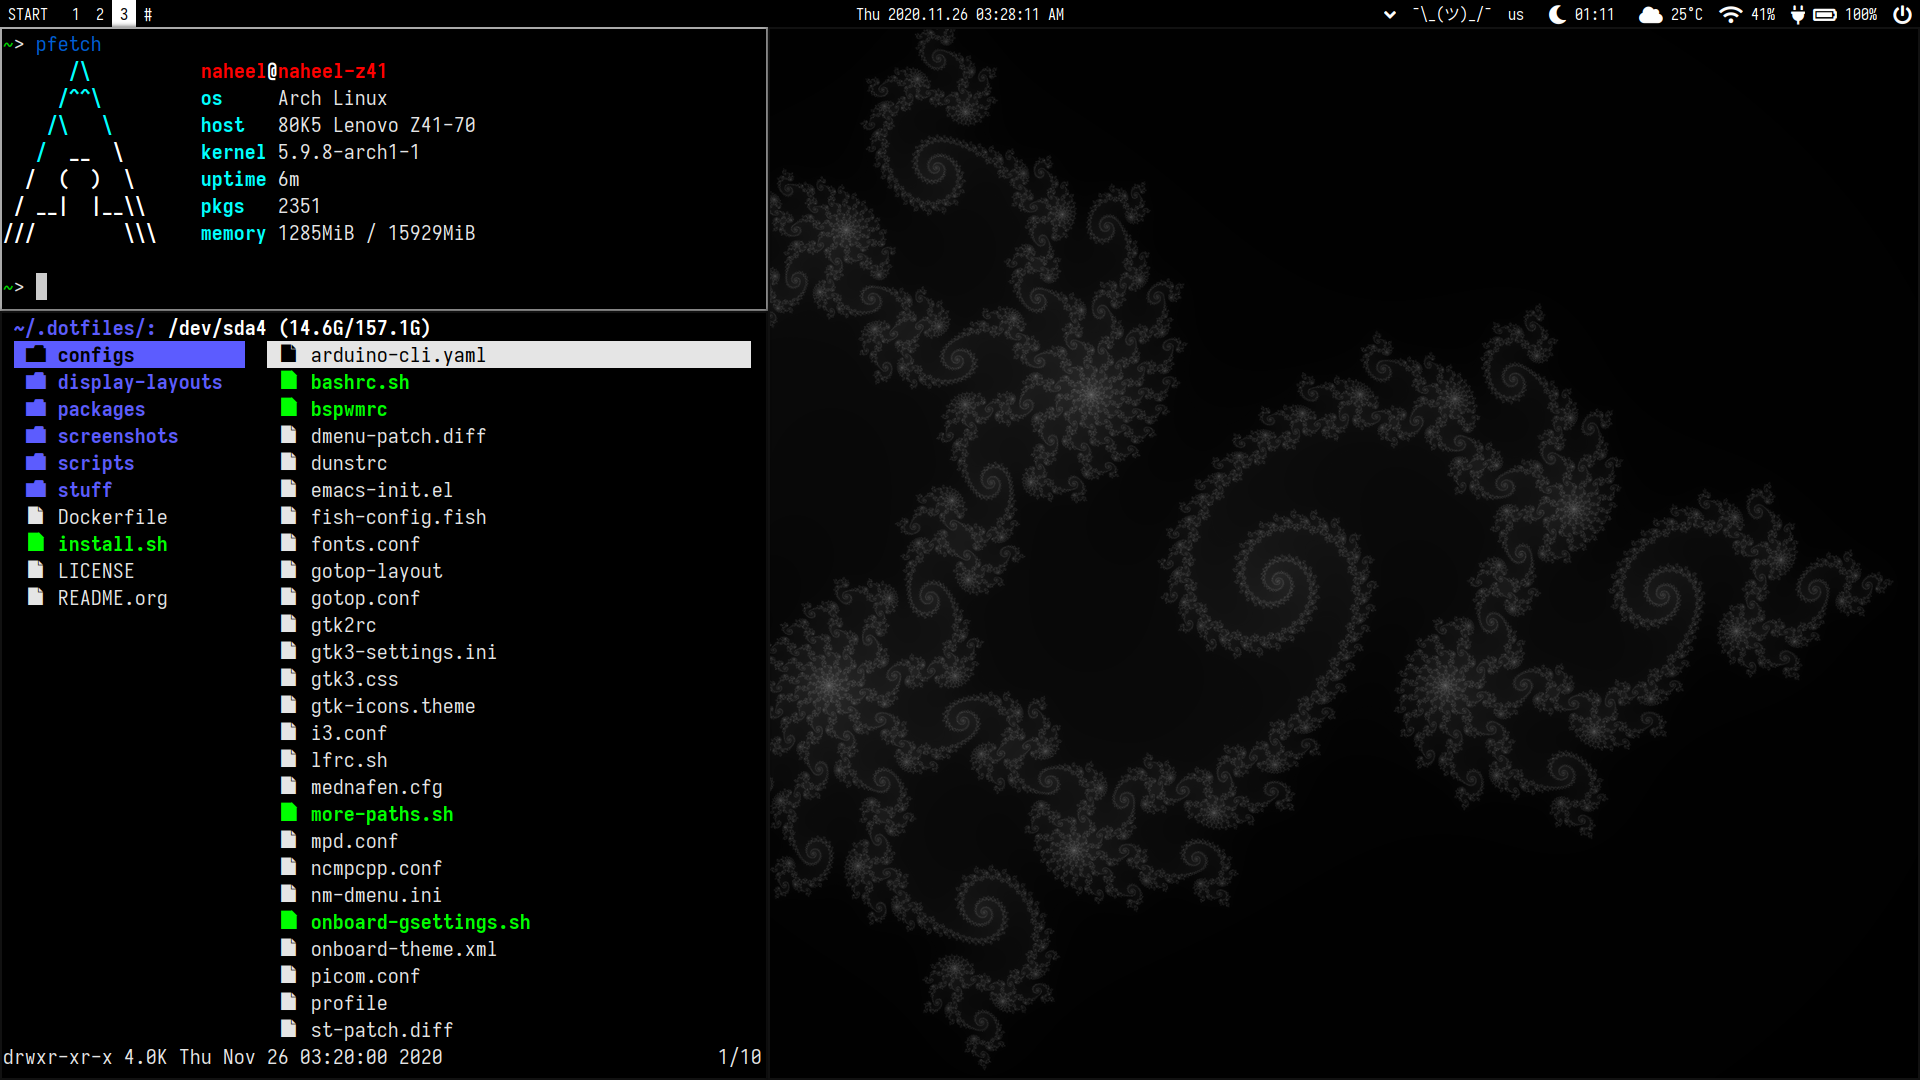 START 1 2 3 #
Thu 2020.11.26 03:28:11 AM
¯\_(ツ)_/¯ us 01:11 25°C 41% 100%
~> pfetch
/\ naheel@naheel-z41
/^^\ os Arch Linux
/\ \ host 80K5 Lenovo Z41-70
/ __ \ kernel 5.9.8-arch1-1
/ ( ) \ uptime 6m
/ __| |__\\ pkgs 2351
/// \\\ memory 1285MiB / 15929MiB
~>
~/.dotfiles/: /dev/sda4 (14.6G/157.1G)
configs arduino-cli.yaml
display-layouts bashrc.sh
packages bspwmrc
screenshots dmenu-patch.diff
scripts dunstrc
stuff emacs-init.el
Dockerfile fish-config.fish
install.sh fonts.conf
LICENSE gotop-layout
README.org gotop.conf
gtk2rc
gtk3-settings.ini
gtk3.css
gtk-icons.theme
i3.conf
lfrc.sh
mednafen.cfg
more-paths.sh
mpd.conf
ncmpcpp.conf
nm-dmenu.ini
onboard-gsettings.sh
onboard-theme.xml
picom.conf
profile
st-patch.diff
drwxr-xr-x 4.0K Thu Nov 26 03:20:00 2020 1/10